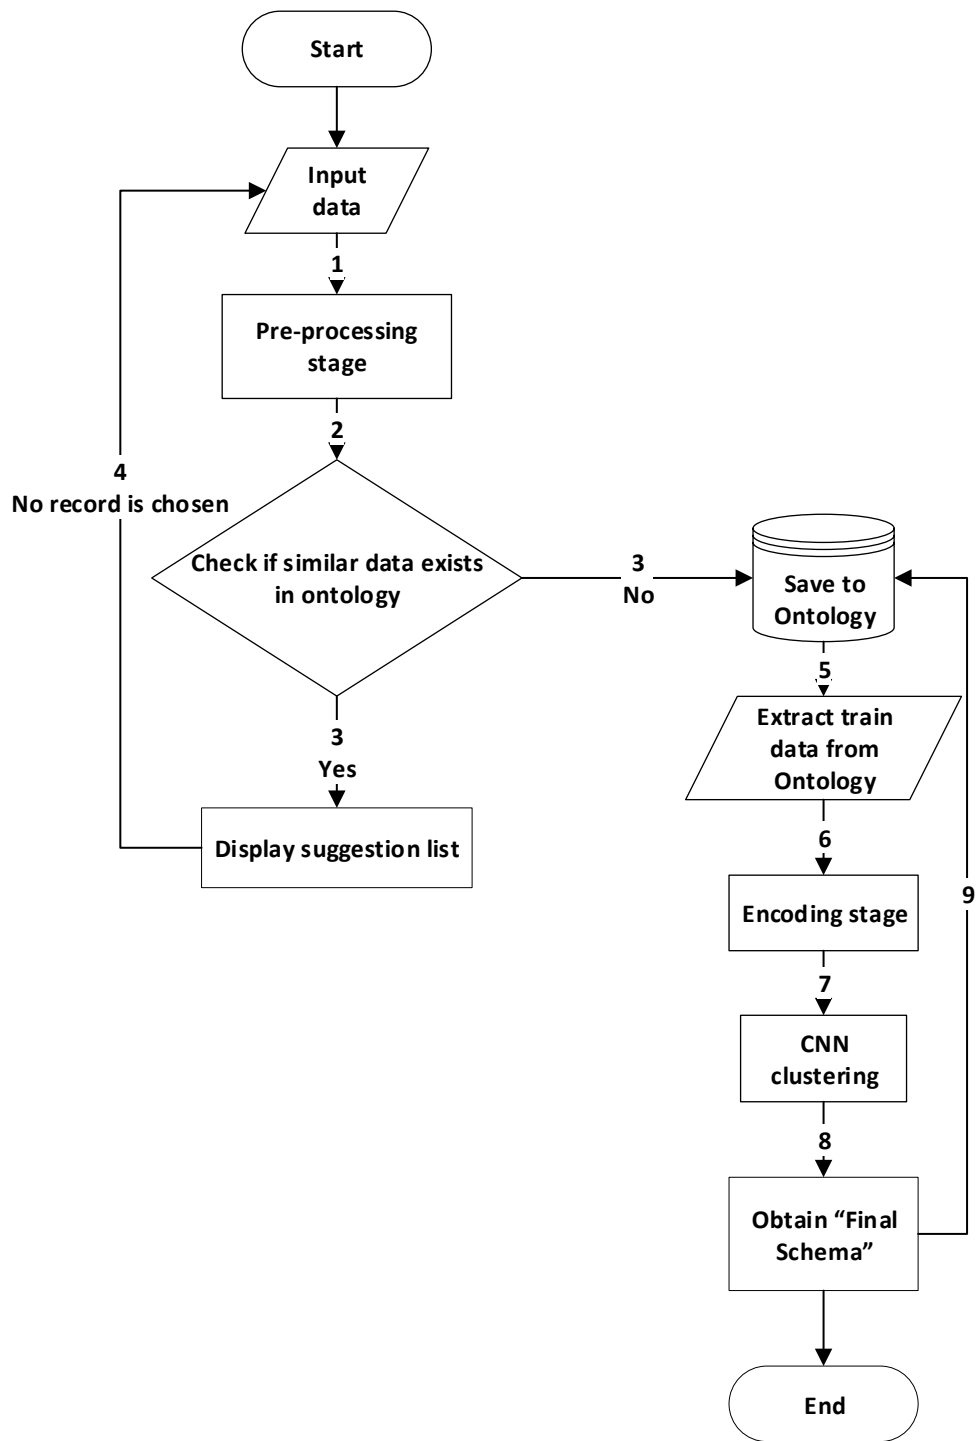 Start
Input
data
1
Pre-processing
stage
2
4
No record is chosen
Check if similar data exists
in ontology
3
No
Save to
Ontology
3
Yes
Display suggestion list
5
Extract train
data from
Ontology
6
Encoding stage
9
7
CNN
clustering
8
Obtain “Final
Schema”
End